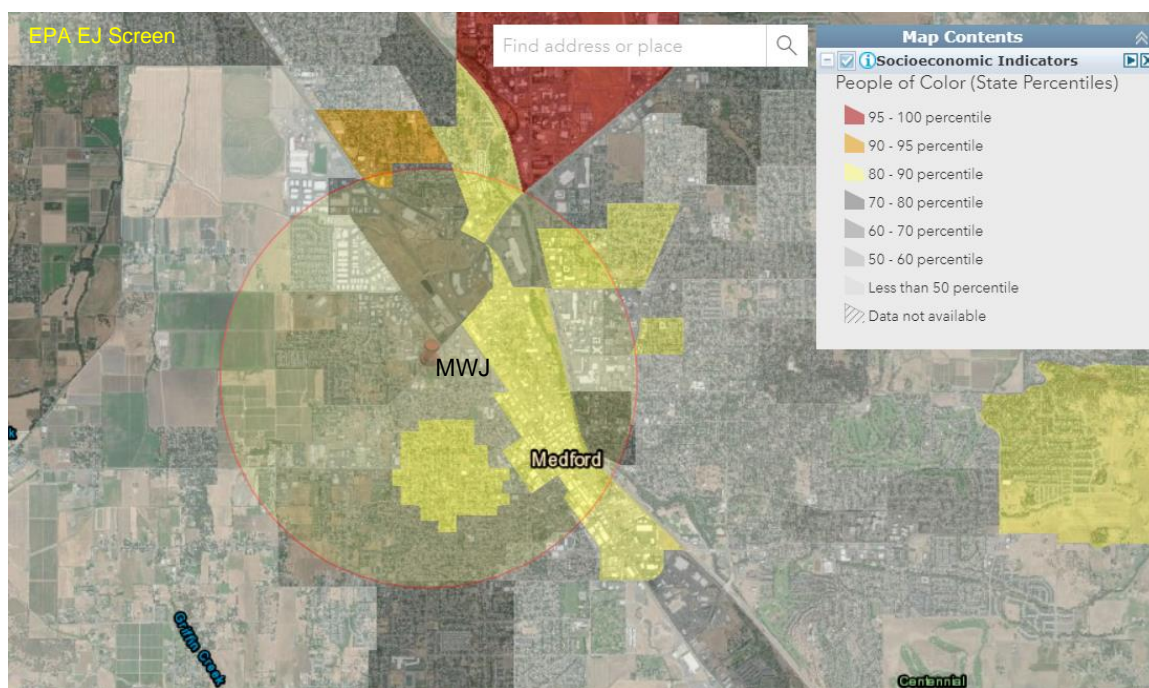 EPA EJ Screen
Find address or place
Map Contents
Socioeconomic Indicators
People of Color (State Percentiles)
95 - 100 percentile
90 - 95 percentile
80 - 90 percentile
70 - 80 percentile
60 - 70 percentile
50 - 60 percentile
Less than 50 percentile
Data not available
MWJ
Medford
Griffin Creek
Centennial